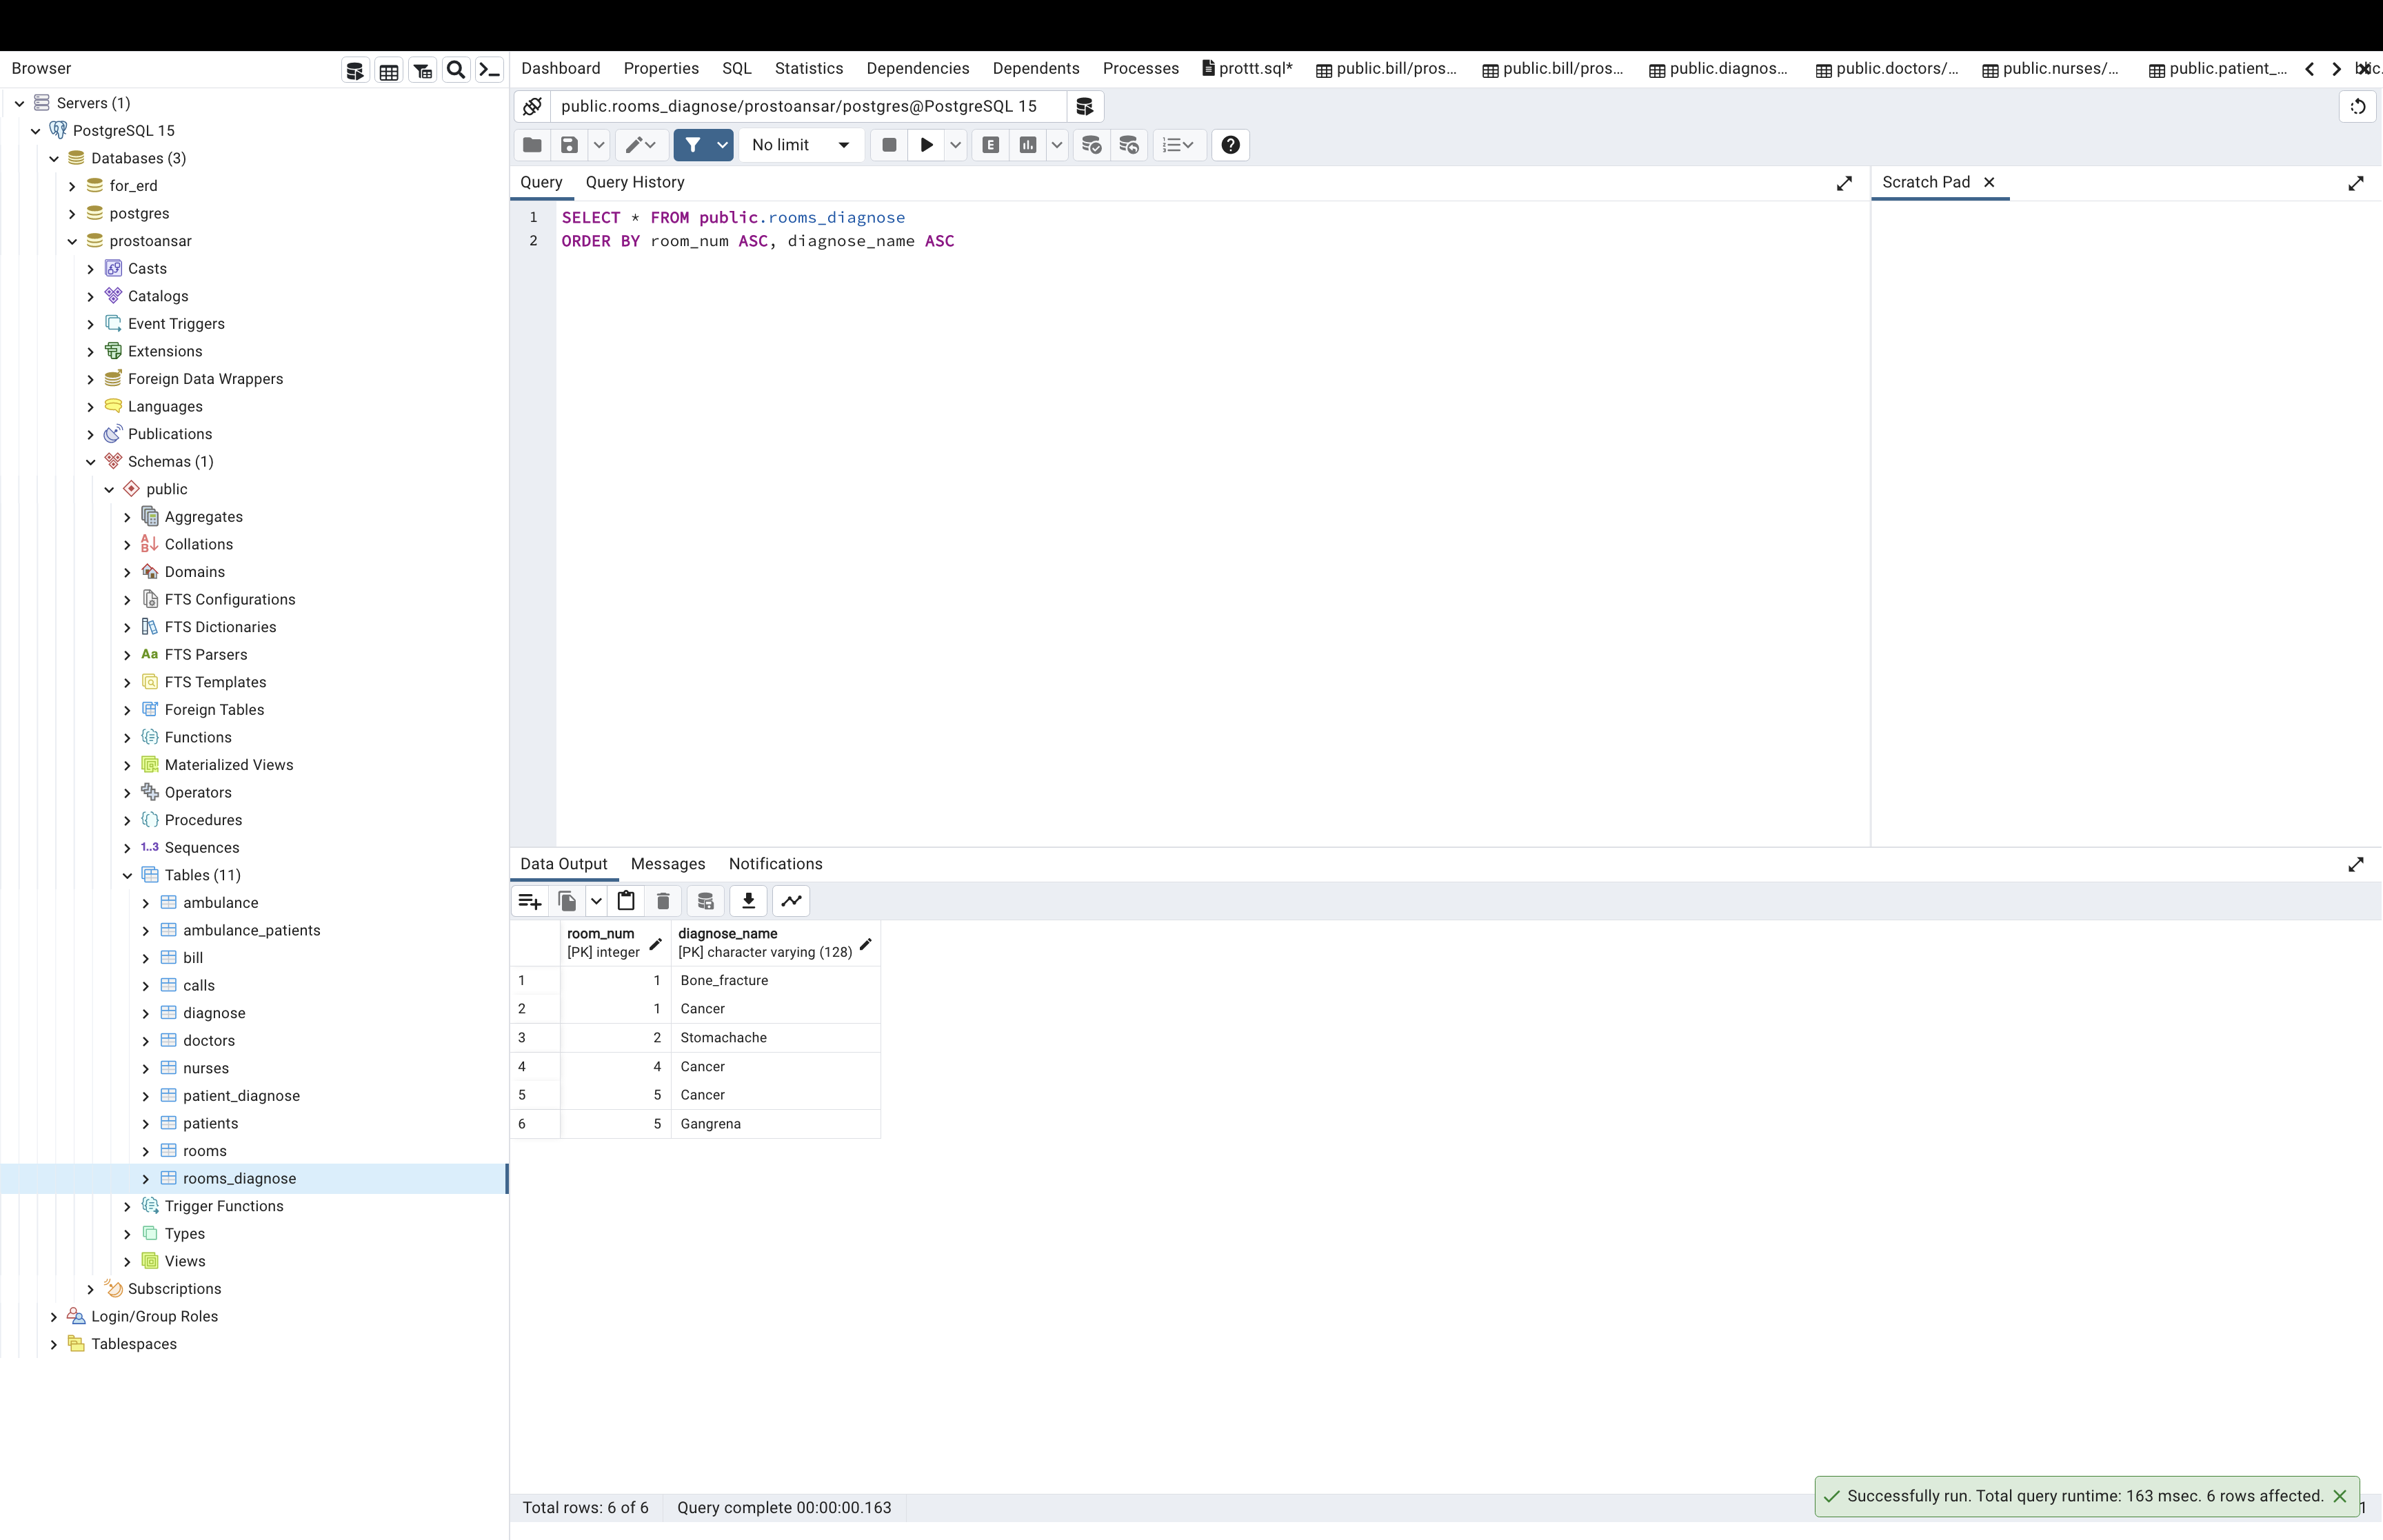 Browser
Servers (1)
PostgreSQL 15
Databases (3)
for_erd
postgres
prostoansar
Casts
Catalogs
Event Triggers
Extensions
Foreign Data Wrappers
Languages
Publications
Schemas (1)
public
Aggregates
Collations
Domains
FTS Configurations
FTS Dictionaries
Aa FTS Parsers
FTS Templates
Foreign Tables
Functions
Materialized Views
Operators
Procedures
1..3 Sequences
Tables (11)
ambulance
ambulance_patients
bill
calls
diagnose
doctors
nurses
patient_diagnose
patients
rooms
rooms_diagnose
Trigger Functions
Types
Views
Subscriptions
Login/Group Roles
Tablespaces
Dashboard Properties SQL Statistics Dependencies Dependents Processes prottt.sql* public.bill/pros... public.bill/pros... public.diagnos... public.doctors/... public.nurses/... public.patient_...
public.rooms_diagnose/prostoansar/postgres@PostgreSQL 15
No limit E
Query Query History
1 SELECT * FROM public.rooms_diagnose
2 ORDER BY room_num ASC, diagnose_name ASC
Scratch Pad
Data Output Messages Notifications
room_num diagnose_name
[PK] integer [PK] character varying (128)
1 1 Bone_fracture
2 1 Cancer
3 2 Stomachache
4 4 Cancer
5 5 Cancer
6 5 Gangrena
Total rows: 6 of 6 Query complete 00:00:00.163
Successfully run. Total query runtime: 163 msec. 6 rows affected.